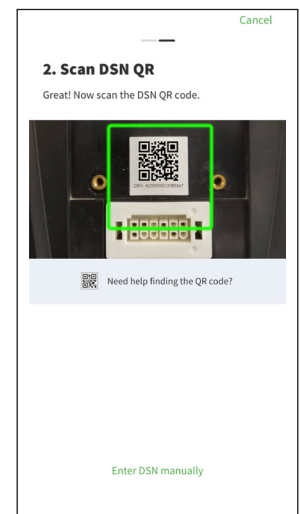 Cancel
2. Scan DSN QR
Great! Now scan the DSN QR code.
Need help finding the QR code?
Enter DSN manually